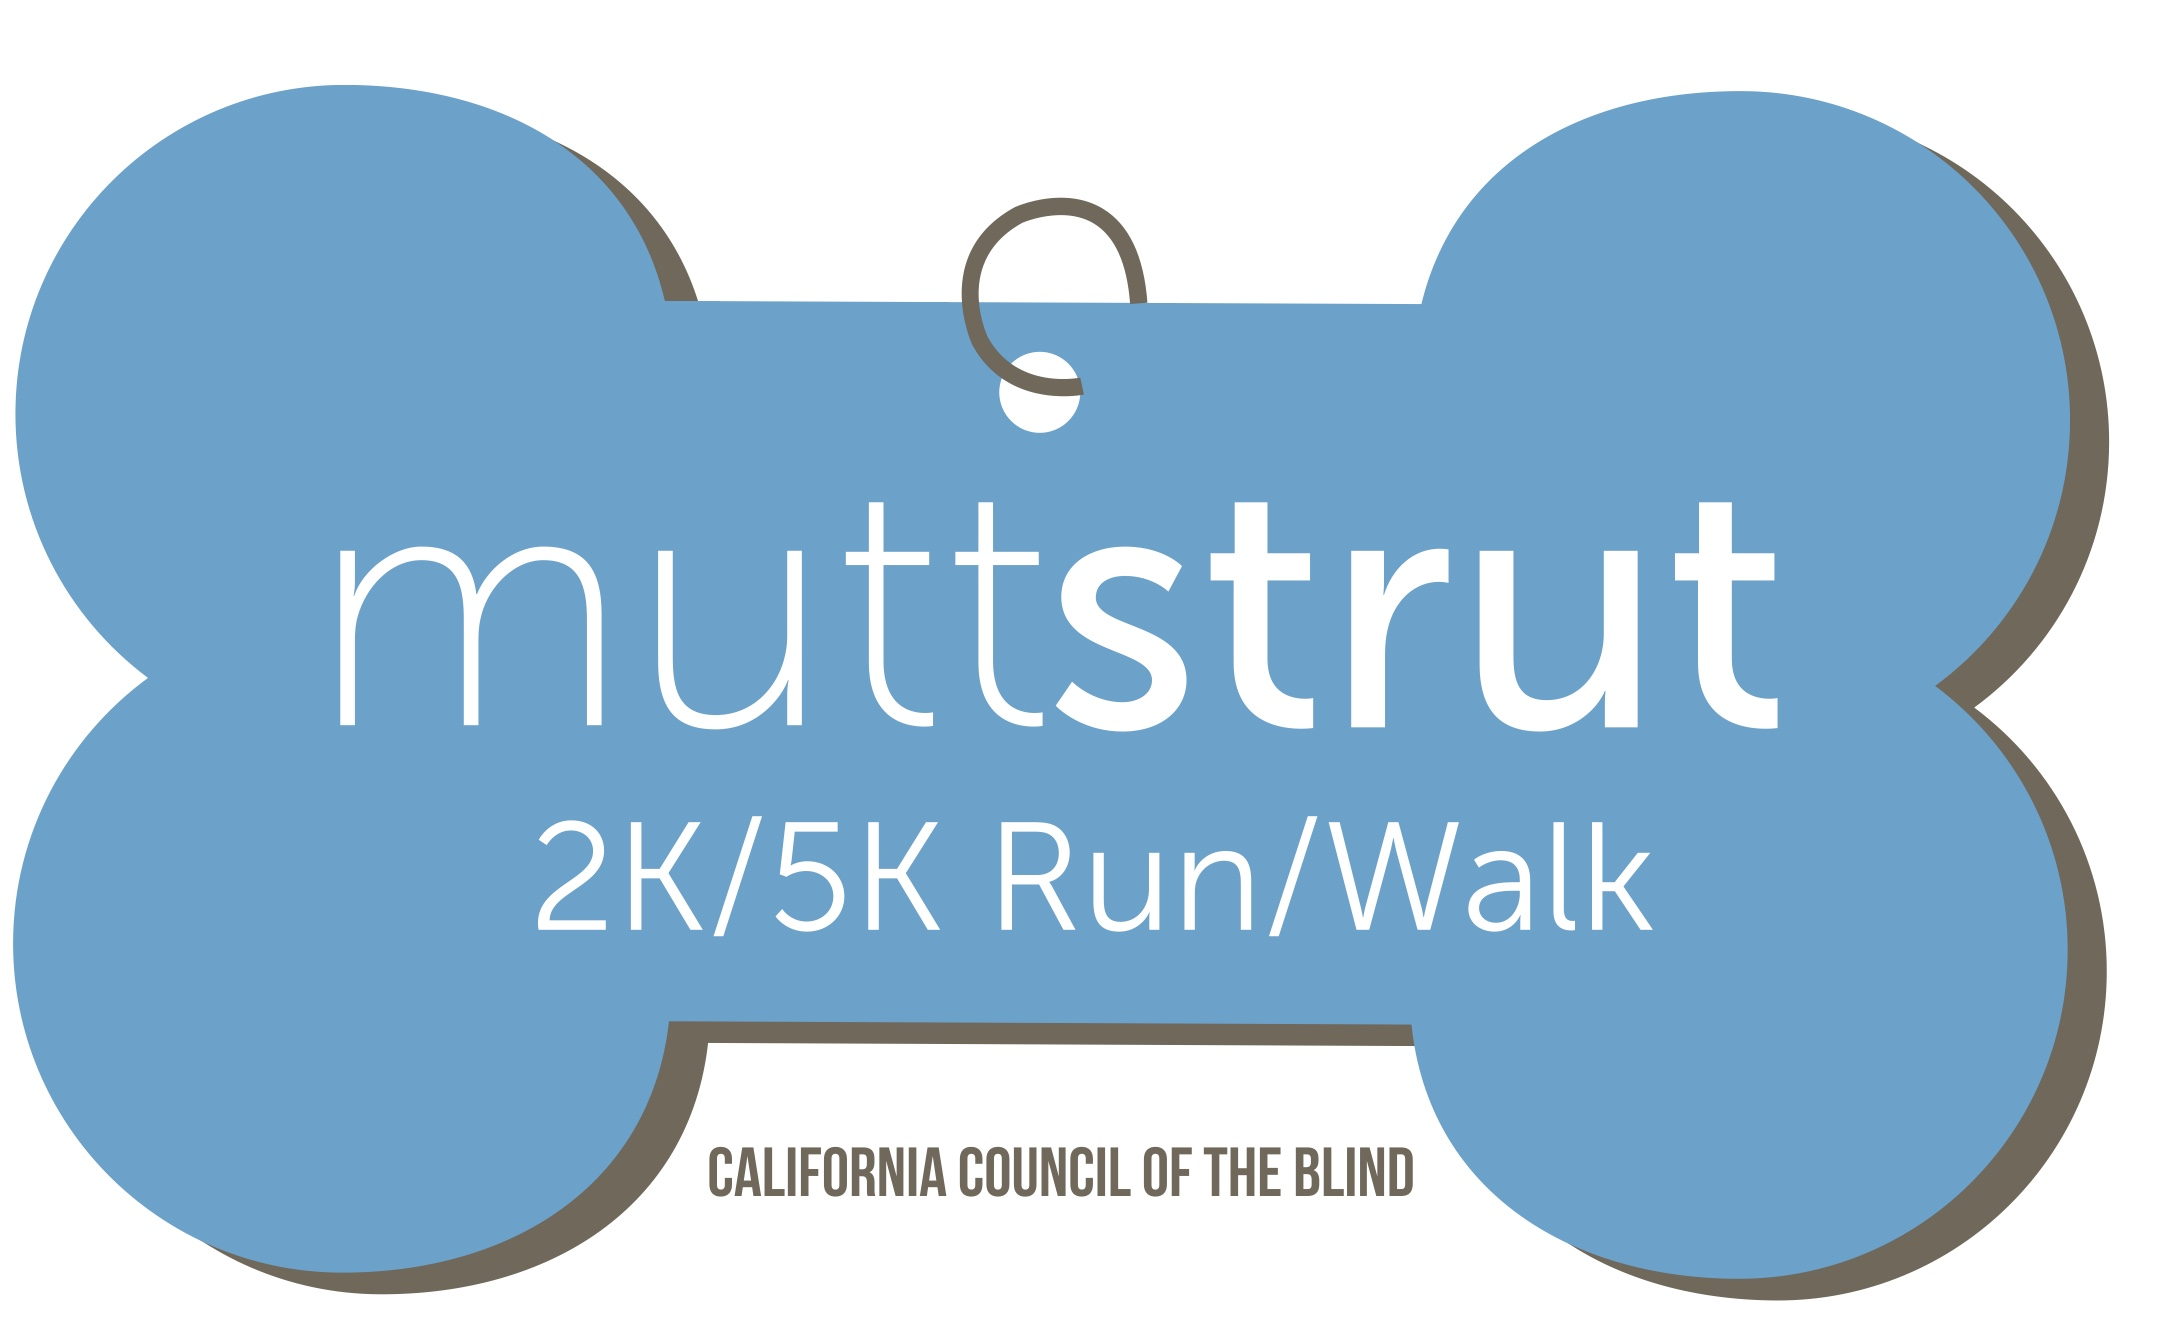 muttstrut
2K/5K Run/Walk
CALIFORNIA COUNCIL OF THE BLIND